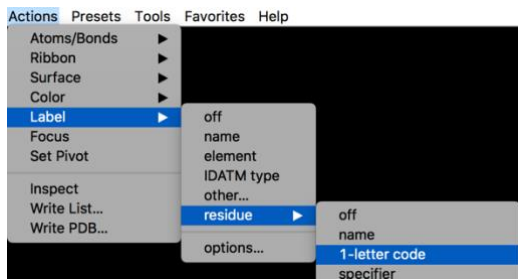 Actions Presets Tools Favorites Help
Atoms/Bonds
Ribbon
Surface
Color
Label
Focus
Set Pivot
Inspect
Write List...
Write PDB...
off
name
element
IDATM type
other...
residue
options...
off
name
1-letter code
specifier